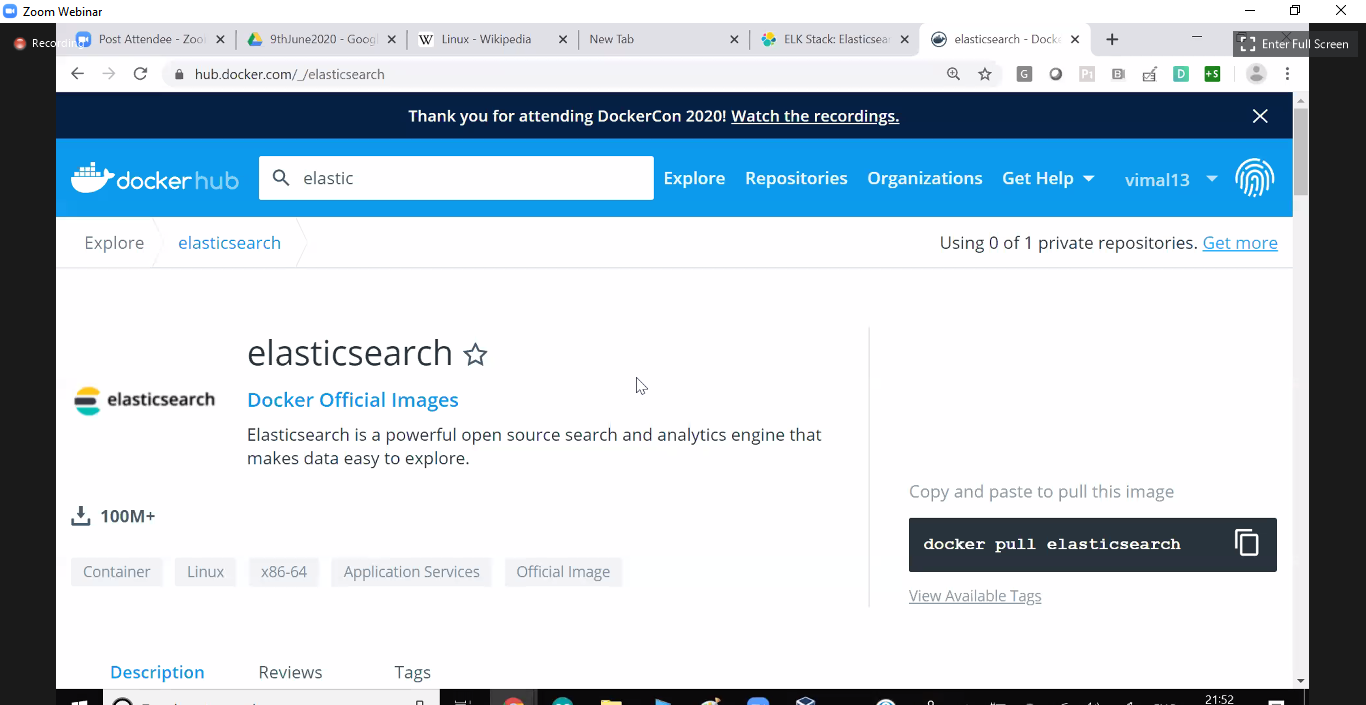 Zoom Webinar
Recording
Post Attendee - Zoo
9thJune2020 - Goog
Linux - Wikipedia
New Tab
ELK Stack: Elasticsea
elasticsearch - Dock
Enter Full Screen
hub.docker.com/_/elasticsearch
Thank you for attending DockerCon 2020! Watch the recordings.
docker hub
elastic
Explore
Repositories
Organizations
Get Help
vimal13
Explore
elasticsearch
Using 0 of 1 private repositories. Get more
elasticsearch
elasticsearch
Docker Official Images
Elasticsearch is a powerful open source search and analytics engine that
makes data easy to explore.
100M+
Copy and paste to pull this image
docker pull elasticsearch
View Available Tags
Container
Linux
x86-64
Application Services
Official Image
Description
Reviews
Tags
21:52